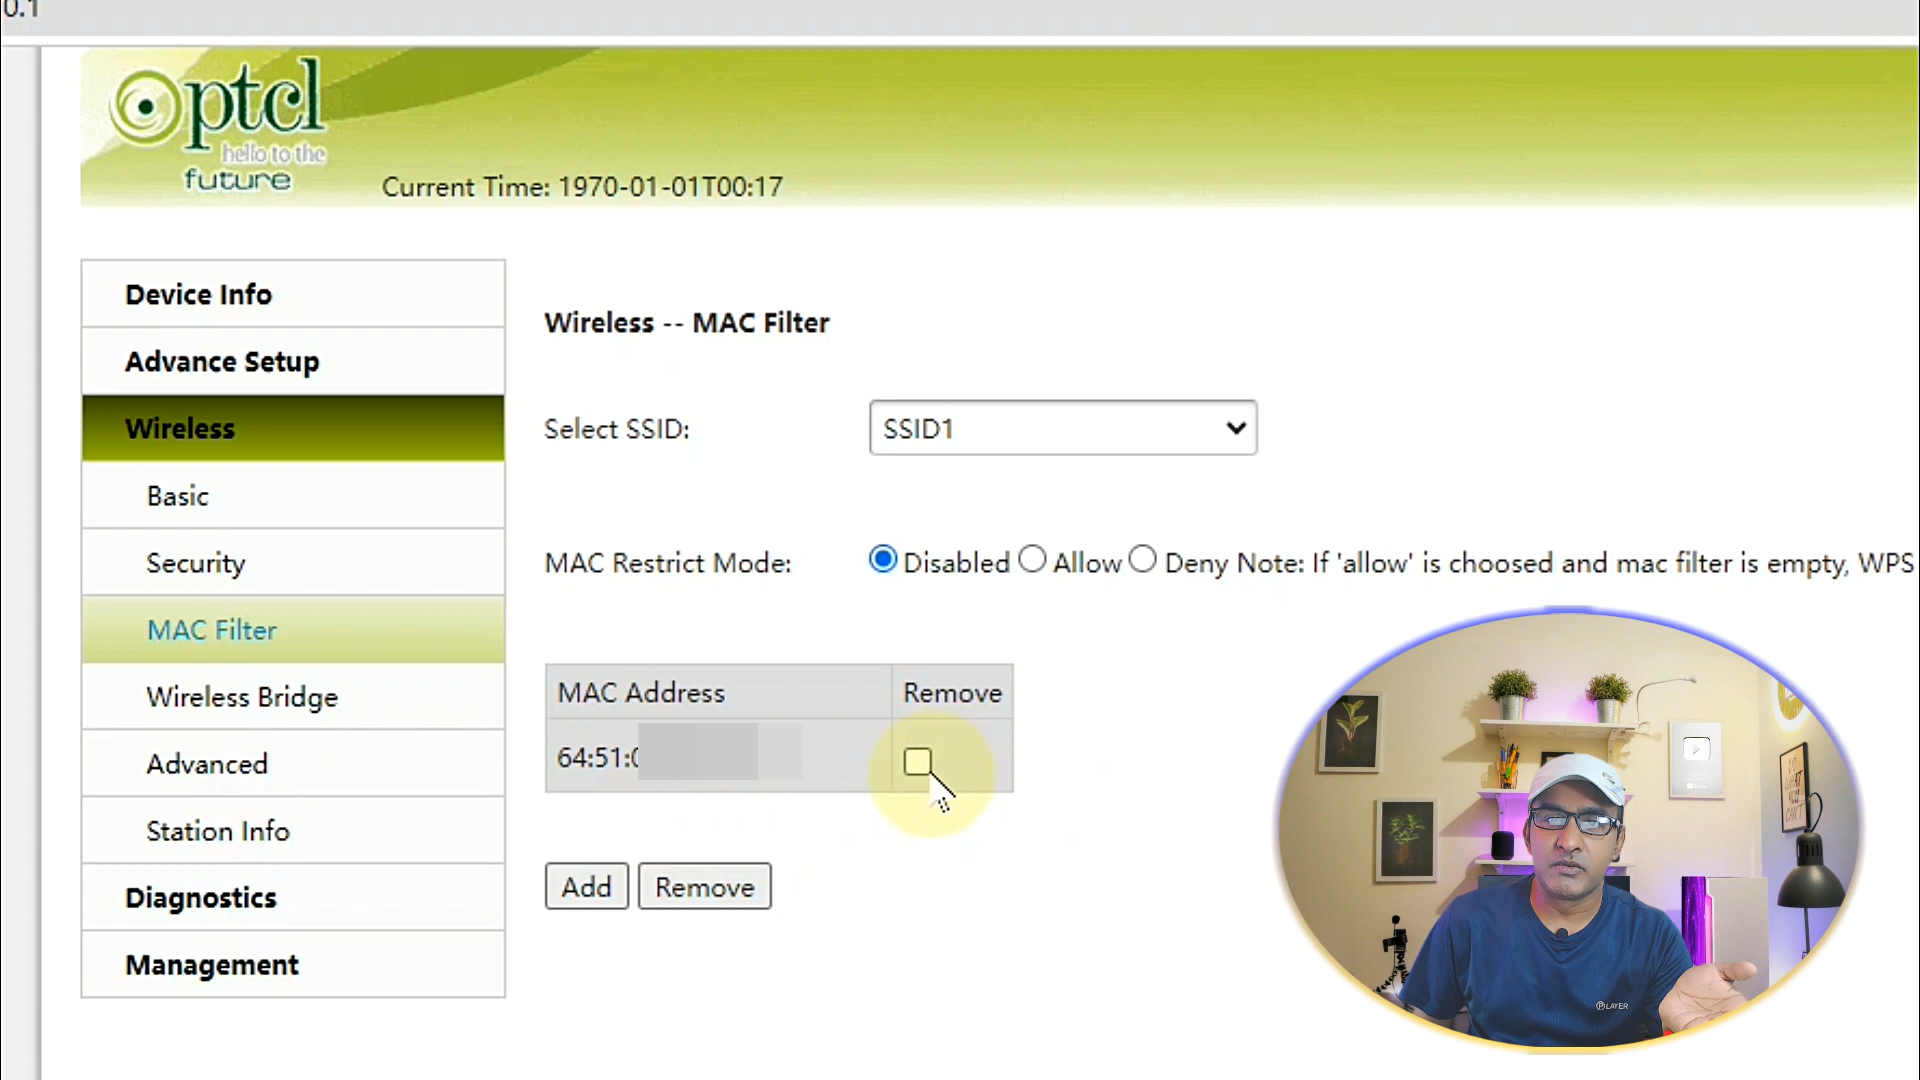 0.1
ptcl
hello to the
future
Current Time: 1970-01-01T00:17
Device Info
Advance Setup
Wireless
Basic
Security
MAC Filter
Wireless Bridge
Advanced
Station Info
Diagnostics
Management
Wireless -- MAC Filter
Select SSID: SSID1
MAC Restrict Mode: Disabled Allow Deny Note: If 'allow' is choosed and mac filter is empty, WPS
MAC Address Remove
64:51:0
Add Remove
PLAYER